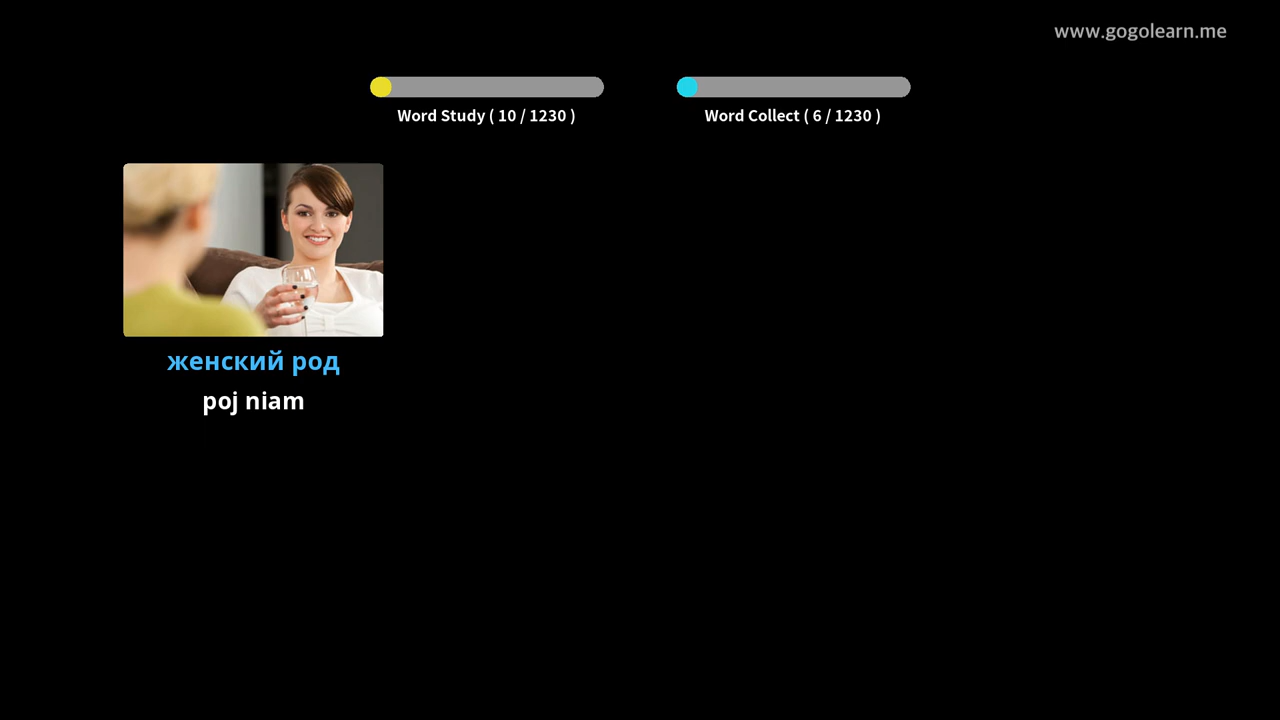 www.gogolearn.me
Word Study ( 10 / 1230 )
Word Collect ( 6 / 1230 )
женский род
poj niam